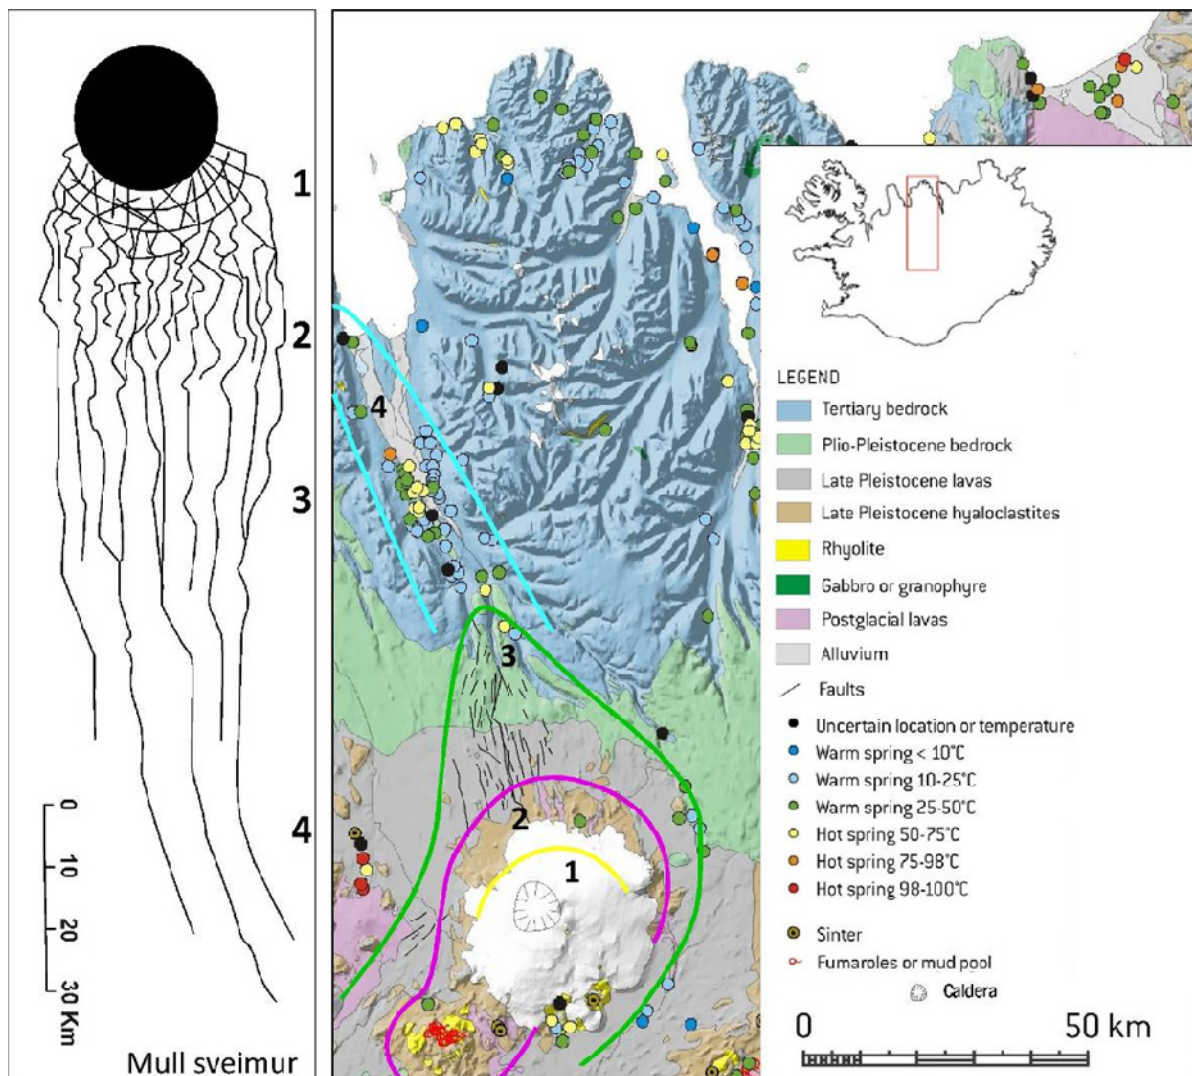 1
2
3
4
0
10
20
30 Km
Mull sveimur
4
3
2
1
LEGEND
Tertiary bedrock
Plio-Pleistocene bedrock
Late Pleistocene lavas
Late Pleistocene hyaloclastites
Rhyolite
Gabbro or granophyre
Postglacial lavas
Alluvium
Faults
Uncertain location or temperature
Warm spring < 10°C
Warm spring 10-25°C
Warm spring 25-50°C
Hot spring 50-75°C
Hot spring 75-98°C
Hot spring 98-100°C
Sinter
Fumaroles or mud pool
Caldera
0 50 km